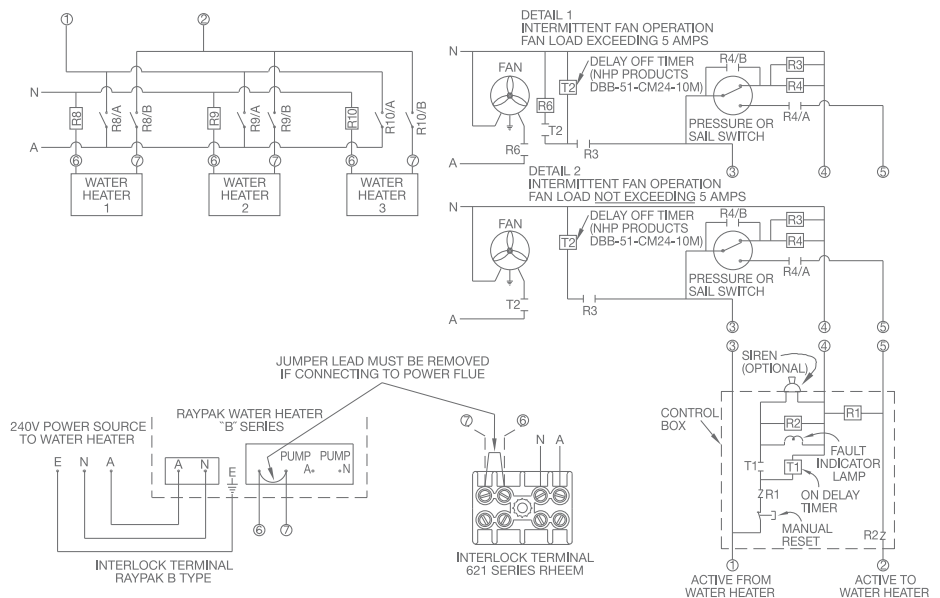 ①
②
N
A
R8
R8/A
R8/B
R9
R9/A
R9/B
R10
R10/A
R10/B
⑥
⑦
⑥
⑦
⑥
⑦
WATER
HEATER
1
WATER
HEATER
2
WATER
HEATER
3
DETAIL 1
INTERMITTENT FAN OPERATION
FAN LOAD EXCEEDING 5 AMPS
N
FAN
R6
T2
DELAY OFF TIMER
(NHP PRODUCTS
DBB-51-CM24-10M)
R4/B
R3
R4
R4/A
T2
R6
R3
PRESSURE OR
SAIL SWITCH
A
③
④
⑤
DETAIL 2
INTERMITTENT FAN OPERATION
FAN LOAD NOT EXCEEDING 5 AMPS
N
FAN
T2
DELAY OFF TIMER
(NHP PRODUCTS
DBB-51-CM24-10M)
R4/B
R3
R4
R4/A
PRESSURE OR
SAIL SWITCH
T2
R3
A
③
④
⑤
③
④
⑤
SIREN
(OPTIONAL)
CONTROL
BOX
R2
R1
FAULT
INDICATOR
LAMP
T1
T1
ON DELAY
TIMER
R1
MANUAL
RESET
R2
①
②
ACTIVE FROM
WATER HEATER
ACTIVE TO
WATER HEATER
JUMPER LEAD MUST BE REMOVED
IF CONNECTING TO POWER FLUE
RAYPAK WATER HEATER
"B" SERIES
240V POWER SOURCE
TO WATER HEATER
E N A
A N
E
PUMP PUMP
A N
⑥
⑦
INTERLOCK TERMINAL
RAYPAK B TYPE
⑦
⑥
N A
INTERLOCK TERMINAL
621 SERIES RHEEM